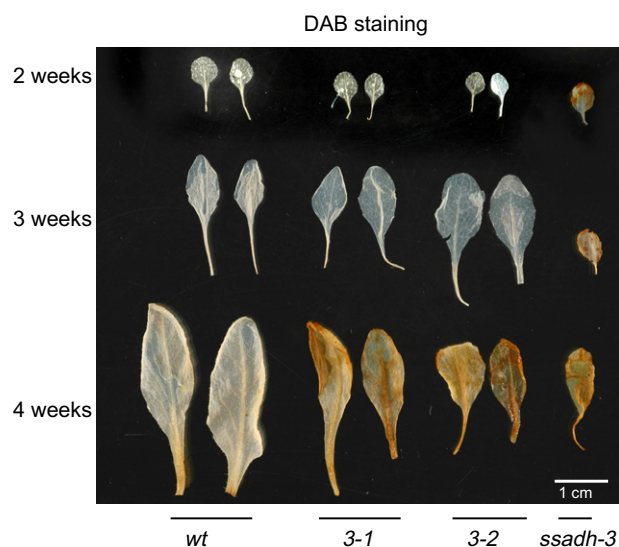 DAB staining
2 weeks
3 weeks
4 weeks
1 cm
wt 3-1 3-2 ssadh-3